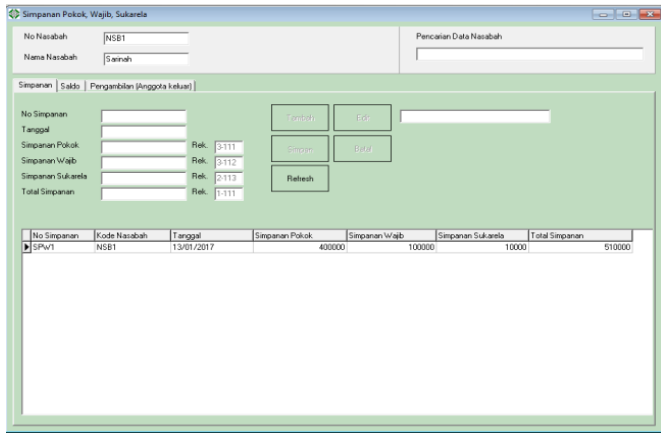 Simpanan Pokok, Wajib, Sukarela
No Nasabah NSB1 Pencarian Data Nasabah
Nama Nasabah Sarinah
Simpanan Saldo Pengambilan (Anggota keluar)
No Simpanan Tambah Edit
Tanggal
Simpanan Pokok Rek. 3-111 Simpan Batal
Simpanan Wajib Rek. 3-112
Simpanan Sukarela Rek. 2-113 Refresh
Total Simpanan Rek. 1-111
No Simpanan Kode Nasabah Tanggal Simpanan Pokok Simpanan Wajib Simpanan Sukarela Total Simpanan
SPW1 NSB1 13/01/2017 400000 100000 10000 510000